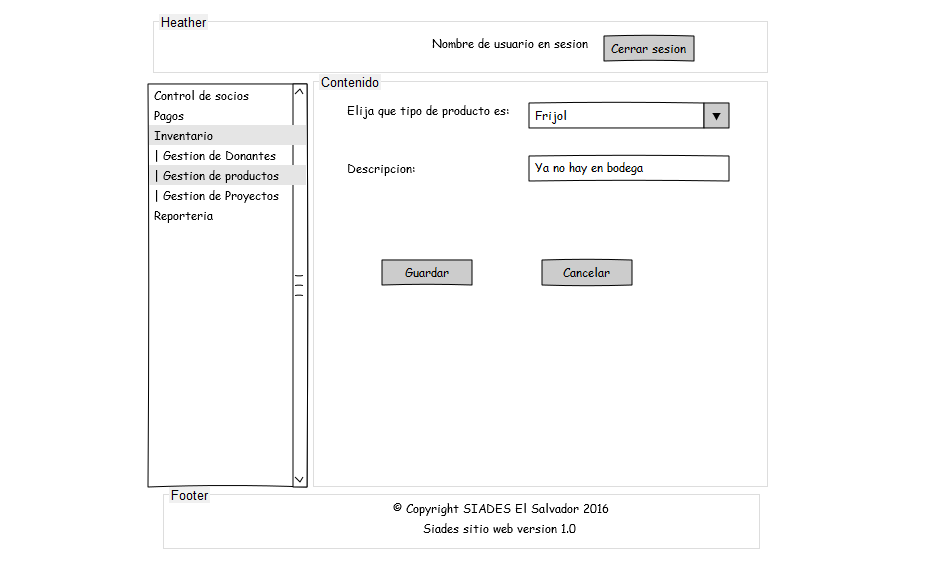 Heather
Nombre de usuario en sesion
Cerrar sesion
Control de socios
Pagos
Inventario
| Gestion de Donantes
| Gestion de productos
| Gestion de Proyectos
Reporteria
Contenido
Elija que tipo de producto es:
Frijol
Descripcion:
Ya no hay en bodega
Guardar
Cancelar
Footer
© Copyright SIADES El Salvador 2016
Siades sitio web version 1.0